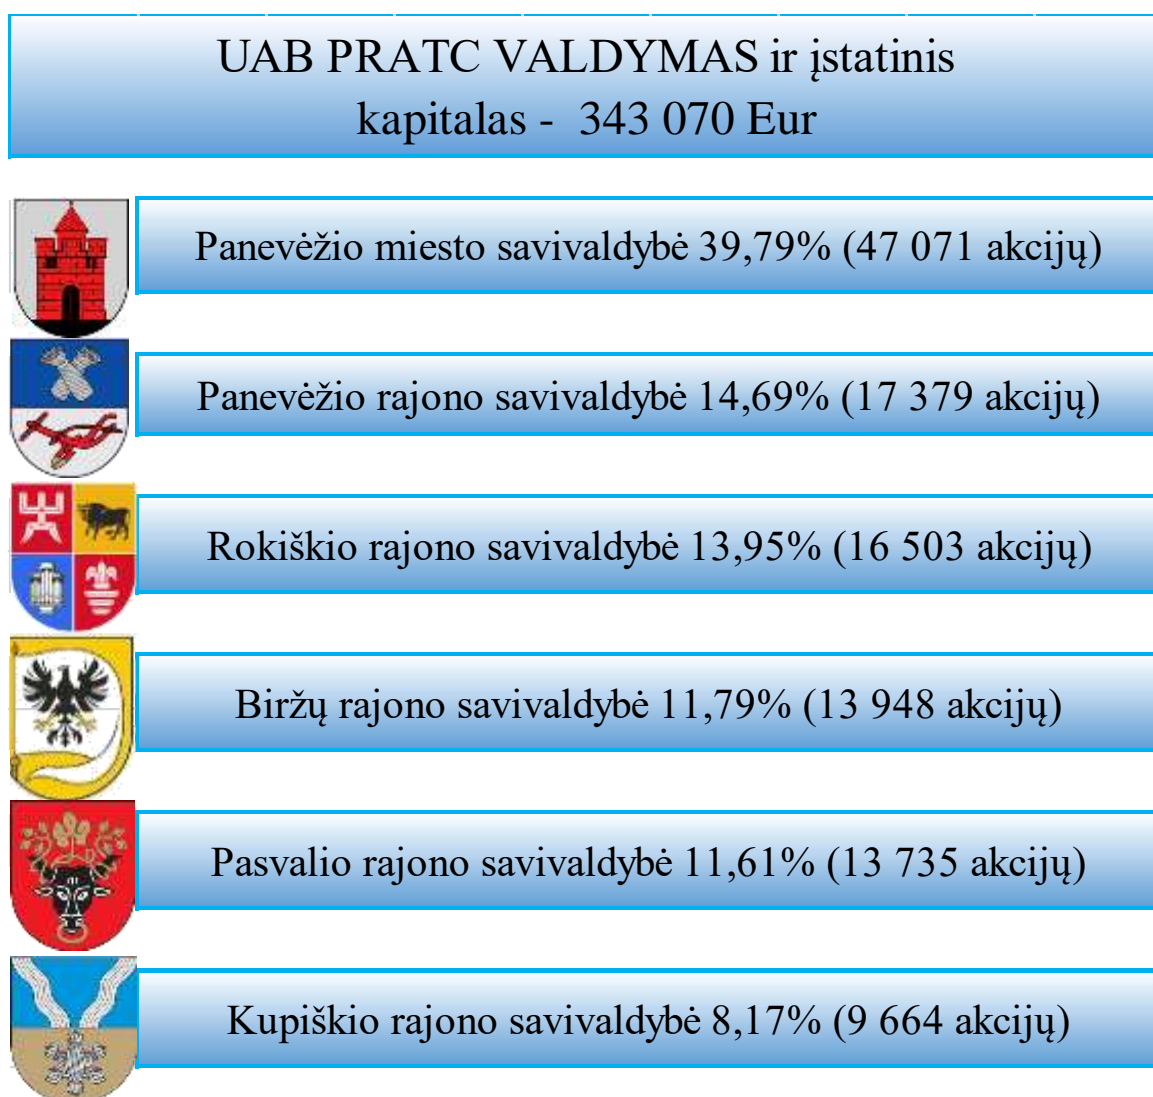 UAB PRATC VALDYMAS ir įstatinis
kapitalas - 343 070 Eur
Panevėžio miesto savivaldybė 39,79% (47 071 akcijų)
Panevėžio rajono savivaldybė 14,69% (17 379 akcijų)
Rokiškio rajono savivaldybė 13,95% (16 503 akcijų)
Biržų rajono savivaldybė 11,79% (13 948 akcijų)
Pasvalio rajono savivaldybė 11,61% (13 735 akcijų)
Kupiškio rajono savivaldybė 8,17% (9 664 akcijų)